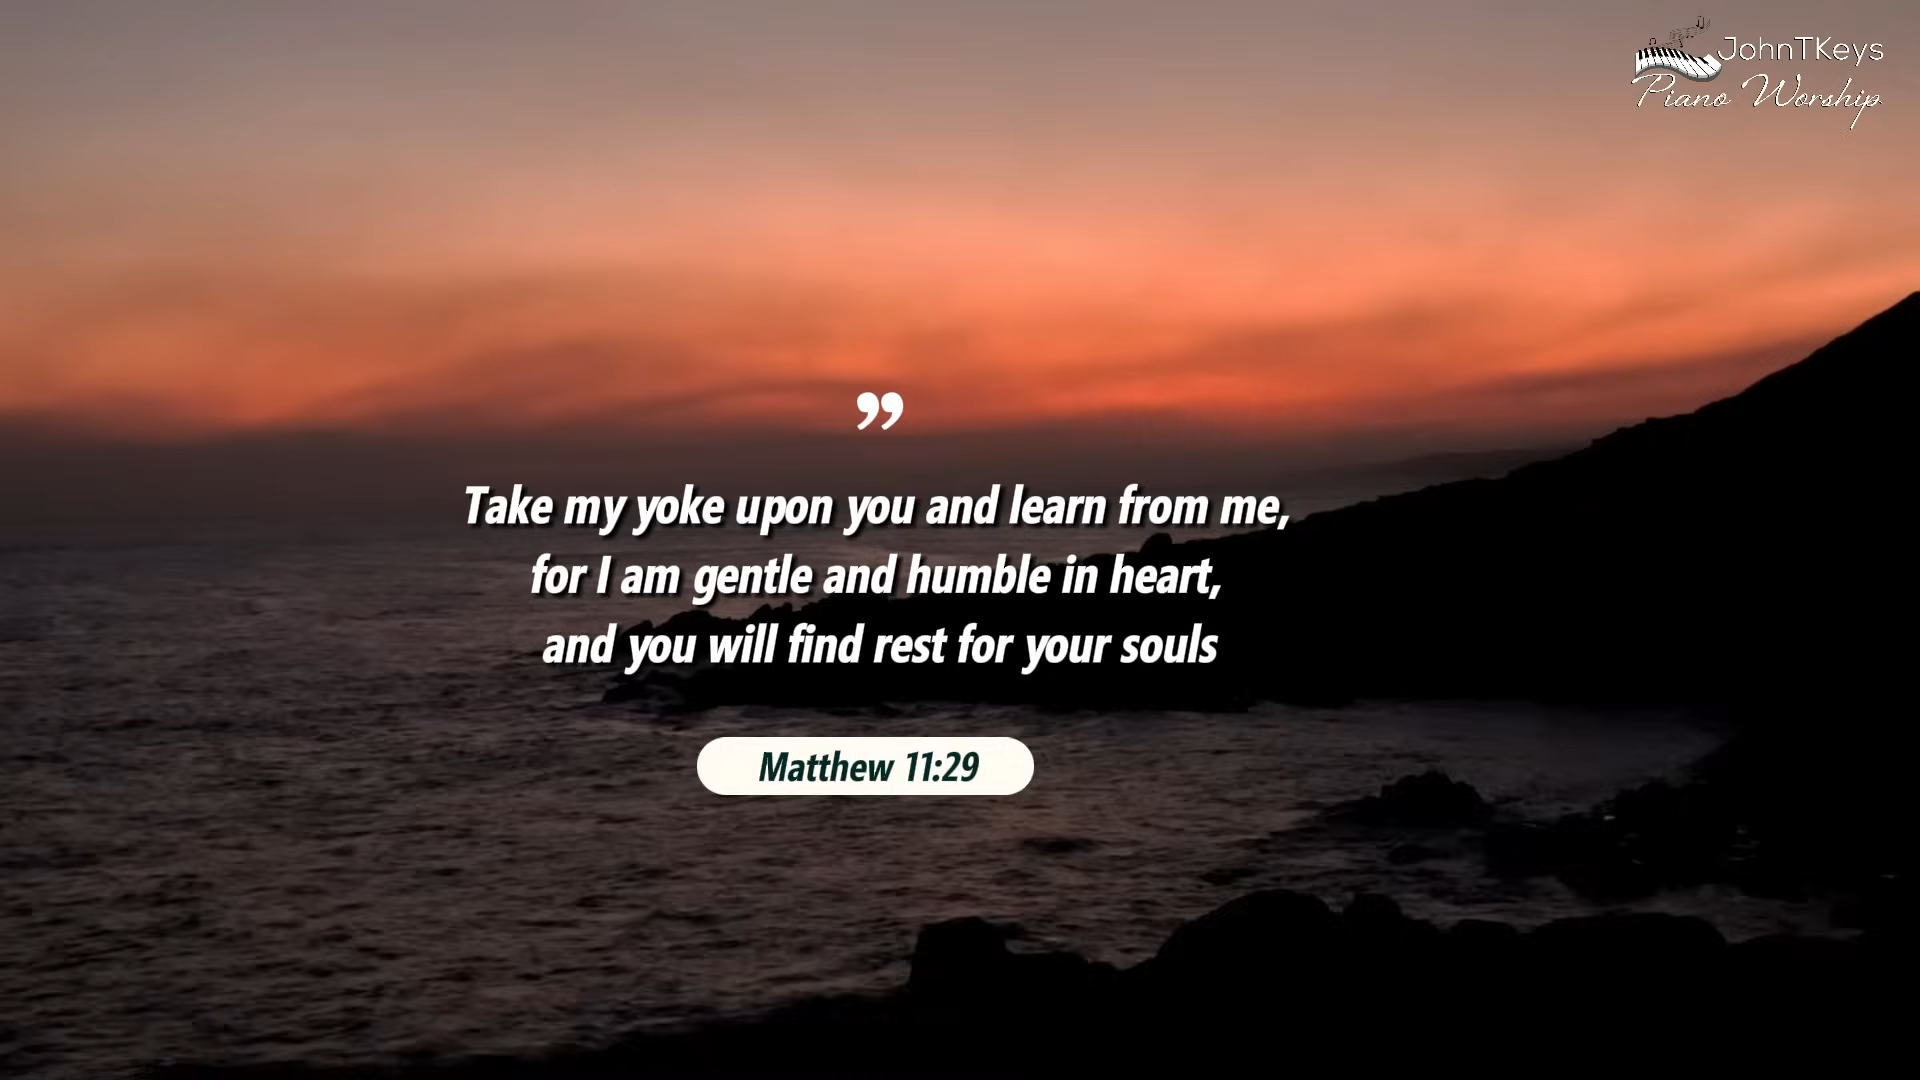 JohnTKeys
Piano Worship
”
Take my yoke upon you and learn from me,
for I am gentle and humble in heart,
and you will find rest for your souls
Matthew 11:29